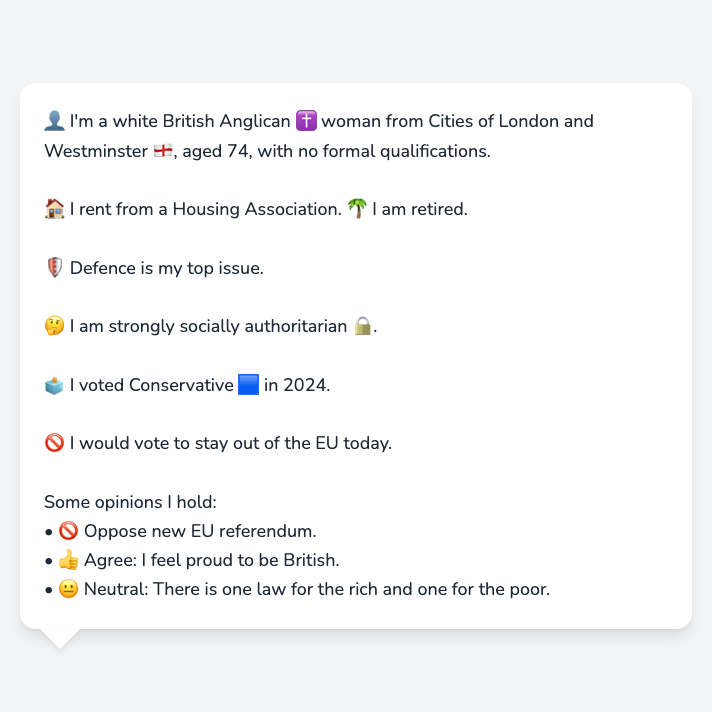 👤 I'm a white British Anglican ✝️ woman from Cities of London and
Westminster 🏴󠁧󠁢󠁥󠁮󠁧󠁿, aged 74, with no formal qualifications.
🏠 I rent from a Housing Association. 🌴 I am retired.
🛡️ Defence is my top issue.
🤔 I am strongly socially authoritarian 🔒.
🗳️ I voted Conservative 🟦 in 2024.
🚫 I would vote to stay out of the EU today.
Some opinions I hold:
• 🚫 Oppose new EU referendum.
• 👍 Agree: I feel proud to be British.
• 😐 Neutral: There is one law for the rich and one for the poor.